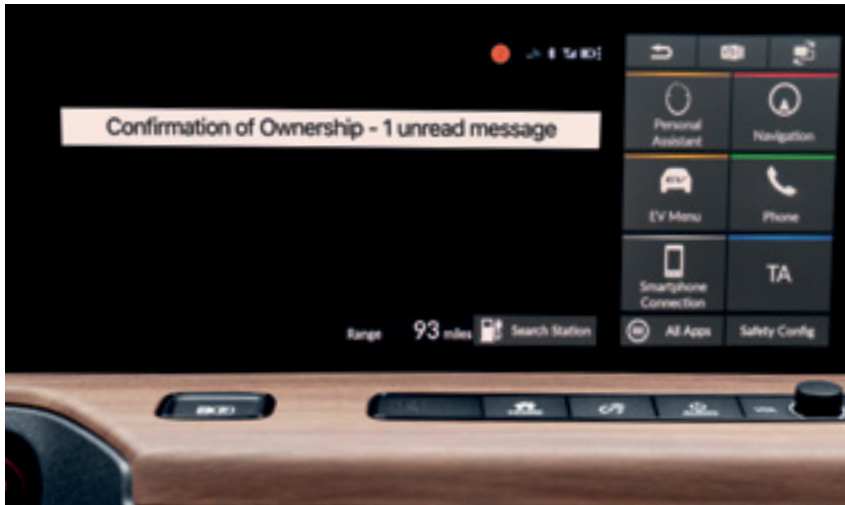 Confirmation of Ownership - 1 unread message
Personal
Assistant
Navigation
EV Menu
Phone
Smartphone
Connection
TA
Range 93 miles Search Station
All Apps
Safety Config